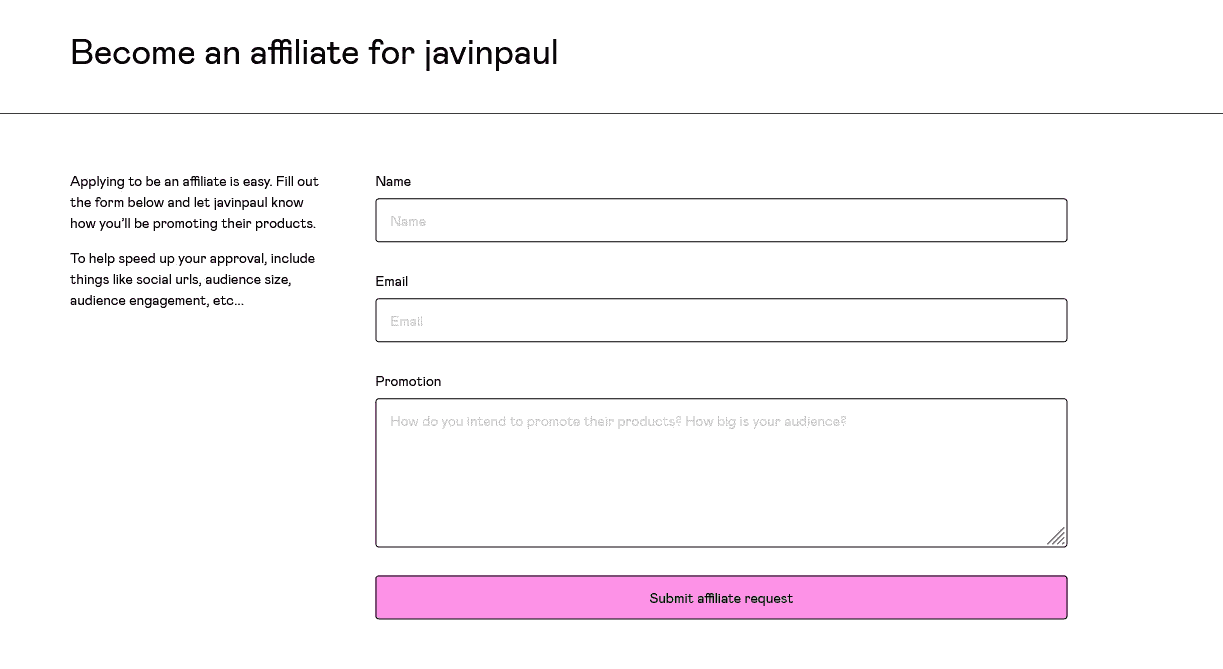 Become an affiliate for javinpaul
Applying to be an affiliate is easy. Fill out
the form below and let javinpaul know
how you'll be promoting their products.
To help speed up your approval, include
things like social urls, audience size,
audience engagement, etc...
Name
Name
Email
Email
Promotion
How do you intend to promote their products? How big is your audience?
Submit affiliate request